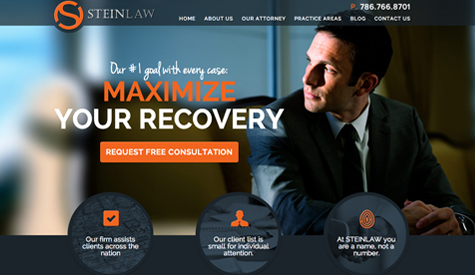 STEINLAW
P. 786.766.8701
HOME ABOUT US OUR ATTORNEY PRACTICE AREAS BLOG CONTACT US
Our #1 goal with every case:
MAXIMIZE
YOUR RECOVERY
REQUEST FREE CONSULTATION
Our firm assists
clients across the
nation
Our client list is
small for individual
attention.
At STEINLAW you
are a name, not a
number.